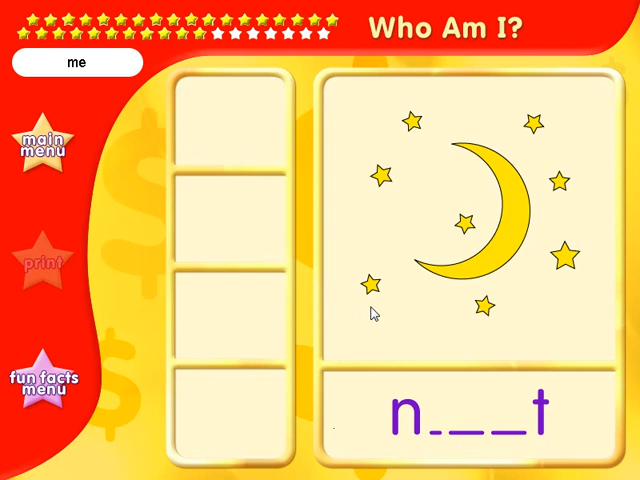 Who Am I?
me
main
menu
print
fun facts
menu
n _ _ _ t